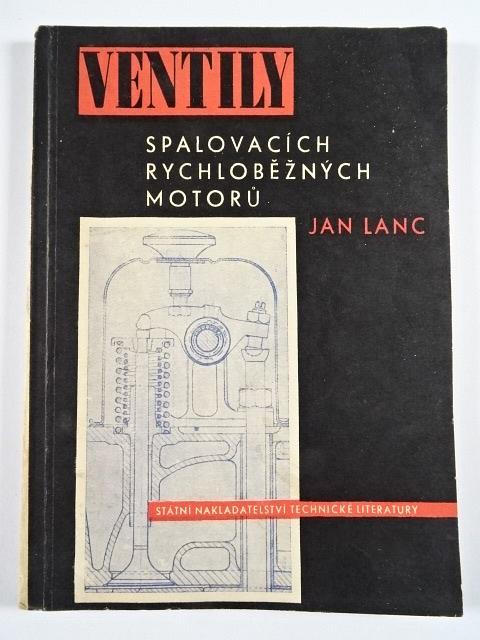 VENTILY
SPALOVACÍCH
RYCHLOBĚŽNÝCH
MOTORŮ
JAN LANC
STÁTNÍ NAKLADATELSTVÍ TECHNICKÉ LITERATURY